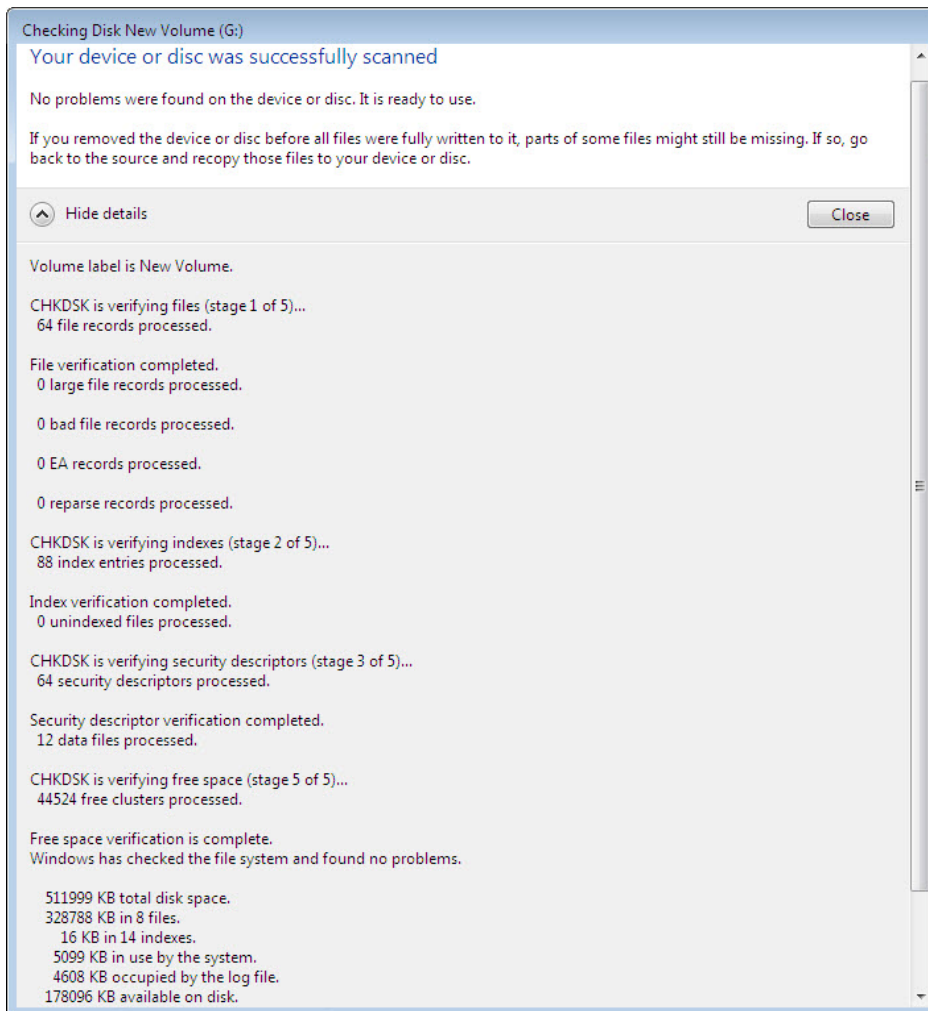 Checking Disk New Volume (G:)
Your device or disc was successfully scanned
No problems were found on the device or disc. It is ready to use.
If you removed the device or disc before all files were fully written to it, parts of some files might still be missing. If so, go
back to the source and recopy those files to your device or disc.
Hide details
Close
Volume label is New Volume.
CHKDSK is verifying files (stage 1 of 5)...
64 file records processed.
File verification completed.
0 large file records processed.
0 bad file records processed.
0 EA records processed.
0 reparse records processed.
CHKDSK is verifying indexes (stage 2 of 5)...
88 index entries processed.
Index verification completed.
0 unindexed files processed.
CHKDSK is verifying security descriptors (stage 3 of 5)...
64 security descriptors processed.
Security descriptor verification completed.
12 data files processed.
CHKDSK is verifying free space (stage 5 of 5)...
44524 free clusters processed.
Free space verification is complete.
Windows has checked the file system and found no problems.
511999 KB total disk space.
328788 KB in 8 files.
16 KB in 14 indexes.
5099 KB in use by the system.
4608 KB occupied by the log file.
178096 KB available on disk.